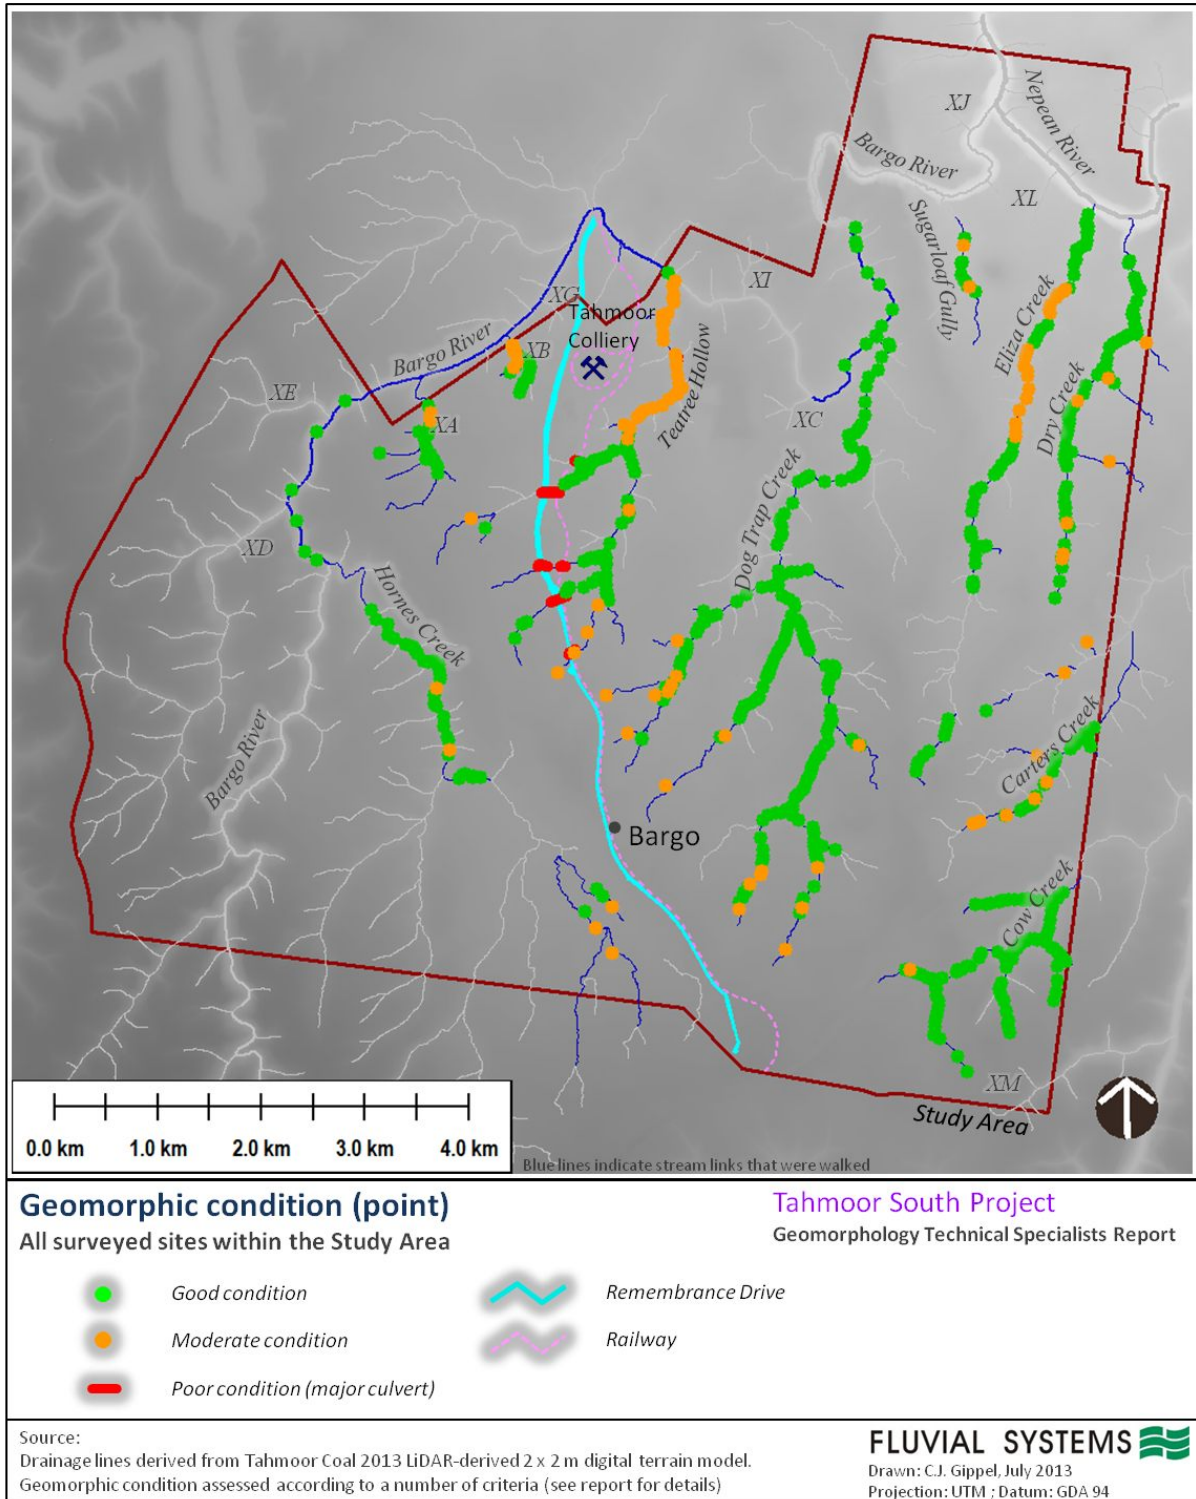 XJ
Nepean River
Bargo River
XL
Sugarloaf Gully
XI
XG
Tahmoor
Colliery
Eliza Creek
Bargo River
XB
XE
Teatree Hollow
Dry Creek
XA
XC
Dog Trap Creek
XD
Hornes Creek
Bargo River
Carters Creek
Bargo
Cow Creek
XM
Study Area
0.0 km 1.0 km 2.0 km 3.0 km 4.0 km
Blue lines indicate stream links that were walked
Geomorphic condition (point)
All surveyed sites within the Study Area
Tahmoor South Project
Geomorphology Technical Specialists Report
Good condition
Remembrance Drive
Moderate condition
Railway
Poor condition (major culvert)
Source:
Drainage lines derived from Tahmoor Coal 2013 LiDAR-derived 2 x 2 m digital terrain model.
Geomorphic condition assessed according to a number of criteria (see report for details)
FLUVIAL SYSTEMS
Drawn: C.J. Gippel, July 2013
Projection: UTM ; Datum: GDA 94